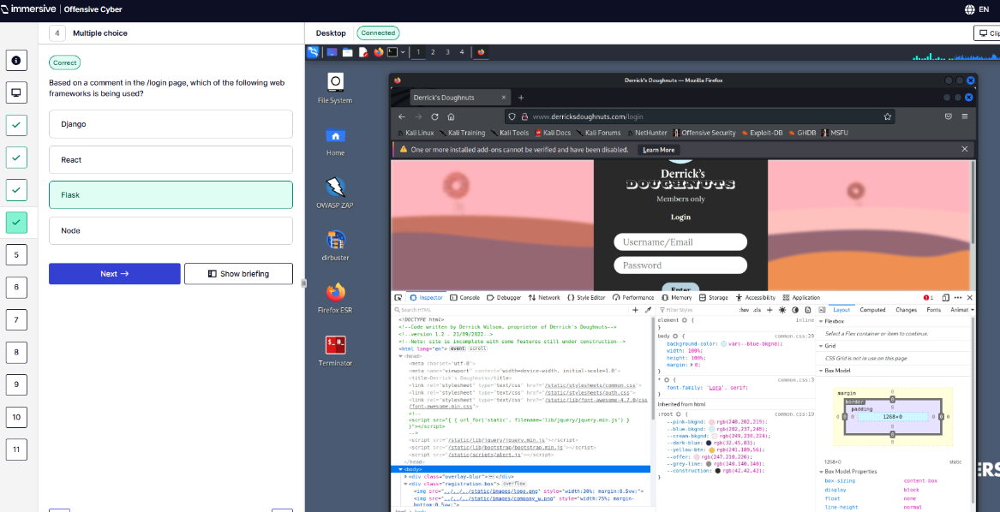 immersive | Offensive Cyber
EN
4 Multiple choice
Correct
Based on a comment in the /login page, which of the following web
frameworks is being used?
Django
React
Flask
Node
Next →
Show briefing
5
6
7
8
9
10
11
Desktop
Connected
Cli
1 2 3 4
File System
Home
OWASP ZAP
dirbuster
Firefox ESR
Terminator
Derrick's Doughnuts — Mozilla Firefox
Derrick's Doughnuts
www.derricksdoughnuts.com/login
Kali Linux Kali Training Kali Tools Kali Docs Kali Forums NetHunter Offensive Security Exploit-DB GHDB MSFU
One or more installed add-ons cannot be verified and have been disabled. Learn More
Derrick's
DOUGHNUTS
Members only
Login
Username/Email
Password
Enter
Inspector Console Debugger Network Style Editor Performance Memory Storage Accessibility Application 1
Search HTML
<!DOCTYPE html>
<!--Code written by Derrick Wilson, proprietor of Derrick's Doughnuts-->
<!--version 1.2 - 21/09/2022-->
<!--Note: site is incomplete with some features still under construction-->
<html lang="en"> event scroll
<head>
<meta charset="utf-8">
<meta name="viewport" content="width=device-width, initial-scale=1.0">
<title>Derrick's Doughnuts</title>
<link rel="stylesheet" type="text/css" href="/static/stylesheets/common.css">
<link rel="stylesheet" type="text/css" href="/static/stylesheets/auth.css">
<link rel="stylesheet" type="text/css" href="/static/lib/font-awesome-4.7.0/css
/font-awesome.min.css">
<!--
<script src="{ { url_for('static', filename='lib/jquery/jquery.min.js') }
}"></script>
-->
<script src="/static/lib/jquery/jquery.min.js"></script>
<script src="/static/lib/bootstrap/bootstrap.min.js"></script>
<script src="/static/scripts/alert.js"></script>
</head>
<body>
<div class="overlay-blur"></div>
<div class="registration-box"> overflow
<img src="../../../static/images/logo.png" style="width:30%; margin:0.5vw;">
<img src="../../../static/images/company_w.png" style="width:75%; margin-
bottom:0.5vw;">
html > body
Filter Styles
:hov .cls
element { inline
}
body { common.css:29
background-color: var(--blue-bkgnd);
width: 100%;
height: 100%;
margin: 0;
}
* { common.css:3
font-family: 'Lora', serif;
}
Inherited from html
:root { common.css:19
--pink-bkgnd: rgb(248,202,219);
--blue-bkgnd: rgb(202,237,248);
--cream-bkgnd: rgb(249,238,224);
--dark-blue: rgb(32,45,83);
--yellow-btn: rgb(241,189,56);
--offer: rgb(247,210,226);
--grey-line: rgb(140,140,140);
--construction: rgb(42,42,42);
}
Layout Computed Changes Fonts Animat
Flexbox
Select a Flex container or item to continue.
Grid
CSS Grid is not in use on this page
Box Model
margin
0
border
0
padding
0
0 0 0 1268×0 0 0 0
0
0
0
1268×0 static
Box Model Properties
box-sizing content-box
display block
float none
line-height normal
ERS